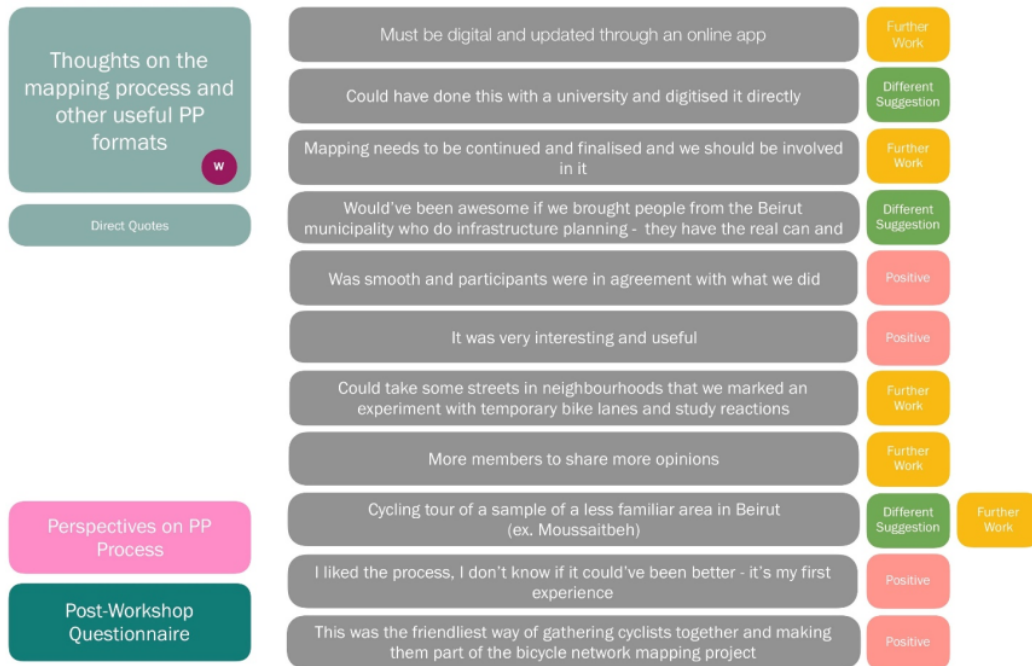 Thoughts on the
mapping process and
other useful PP
formats
W
Direct Quotes
Must be digital and updated through an online app
Further
Work
Could have done this with a university and digitised it directly
Different
Suggestion
Mapping needs to be continued and finalised and we should be involved
in it
Further
Work
Would've been awesome if we brought people from the Beirut
municipality who do infrastructure planning - they have the real can and
Different
Suggestion
Was smooth and participants were in agreement with what we did
Positive
It was very interesting and useful
Positive
Could take some streets in neighbourhoods that we marked an
experiment with temporary bike lanes and study reactions
Further
Work
More members to share more opinions
Further
Work
Cycling tour of a sample of a less familiar area in Beirut
(ex. Moussaitbeh)
Different
Suggestion
Further
Work
I liked the process, I don't know if it could've been better - it's my first
experience
Positive
This was the friendliest way of gathering cyclists together and making
them part of the bicycle network mapping project
Positive
Perspectives on PP
Process
Post-Workshop
Questionnaire